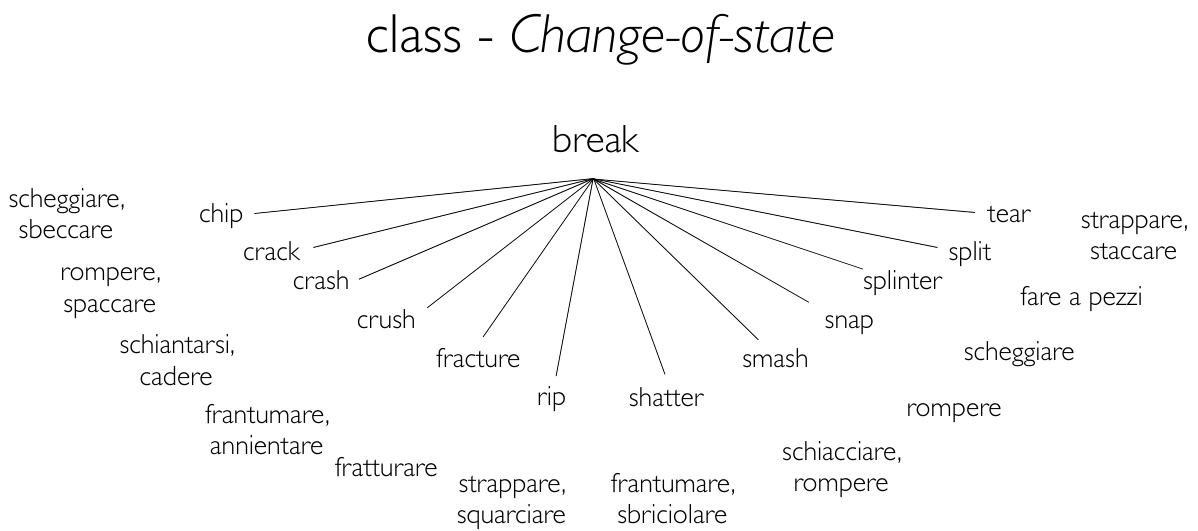 class - Change-of-state
break
chip
crack
crash
crush
fracture
rip
shatter
smash
snap
splinter
split
tear
scheggiare,
sbeccare
rompere,
spaccare
schiantarsi,
cadere
frantumare,
annientare
fratturare
strappare,
squarciare
frantumare,
sbriciolare
schiacciare,
rompere
rompere
scheggiare
fare a pezzi
strappare,
staccare